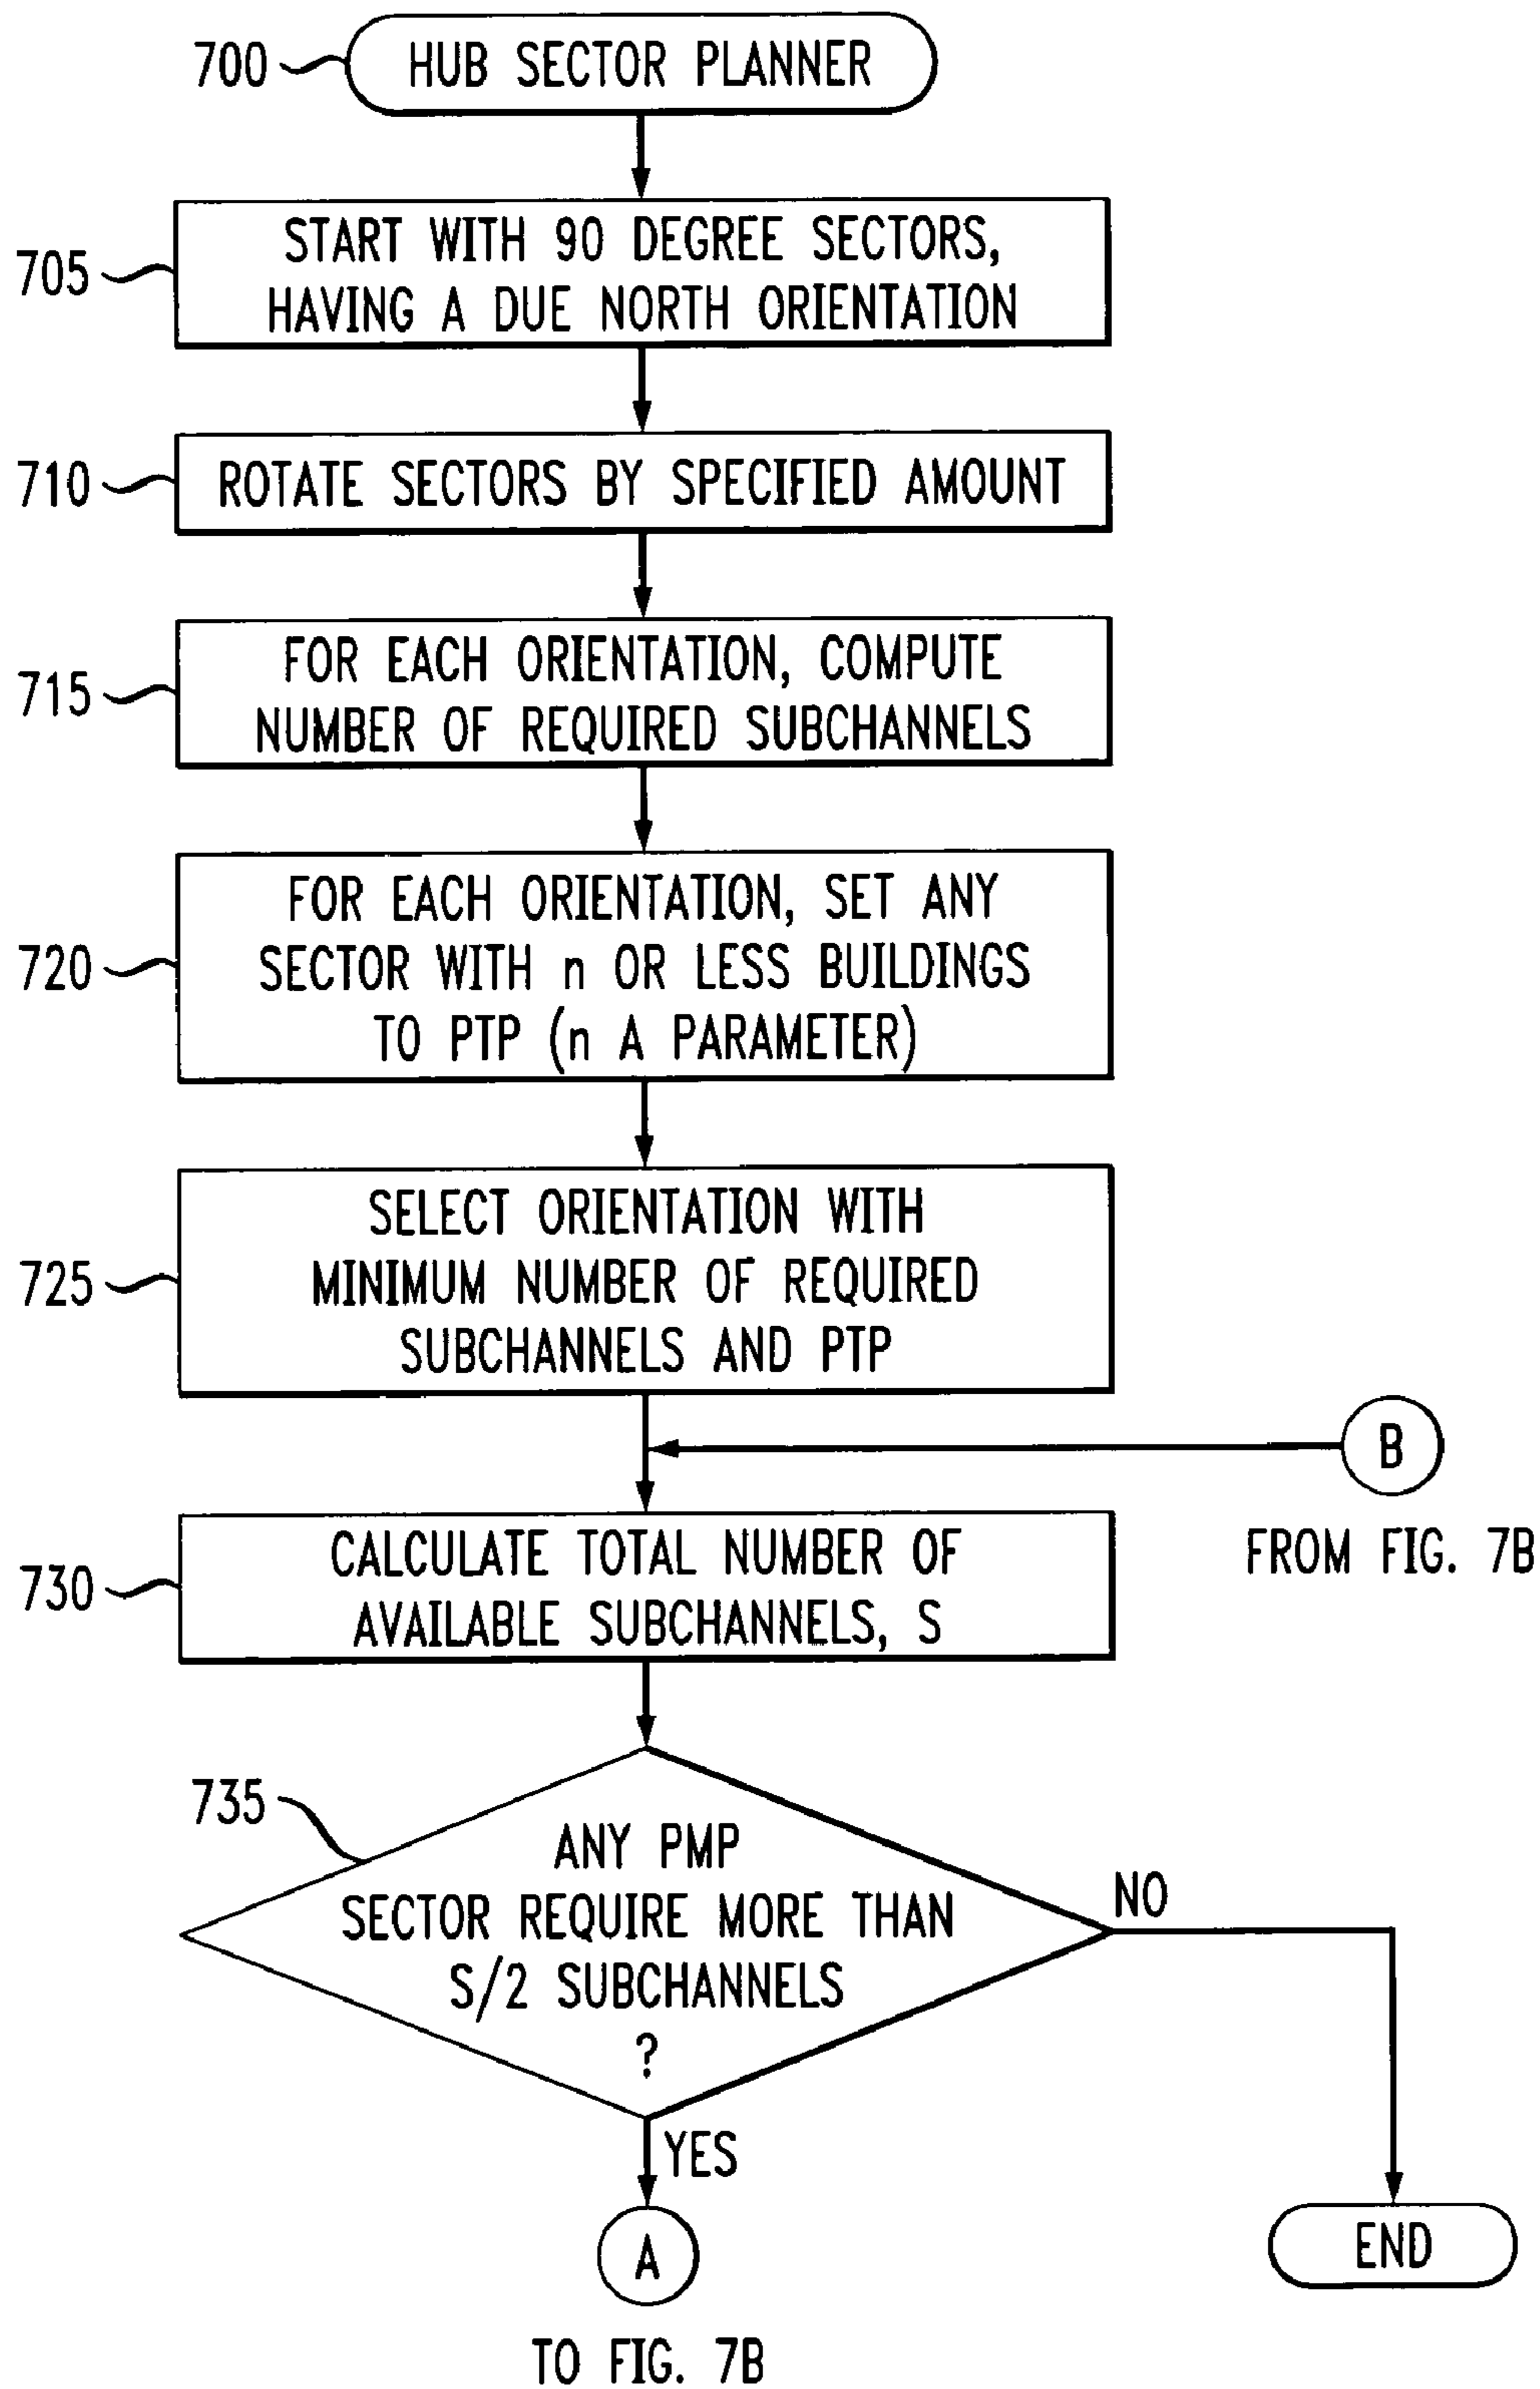 700
HUB SECTOR PLANNER
705
START WITH 90 DEGREE SECTORS,
HAVING A DUE NORTH ORIENTATION
710
ROTATE SECTORS BY SPECIFIED AMOUNT
715
FOR EACH ORIENTATION, COMPUTE
NUMBER OF REQUIRED SUBCHANNELS
720
FOR EACH ORIENTATION, SET ANY
SECTOR WITH n OR LESS BUILDINGS
TO PTP (n A PARAMETER)
725
SELECT ORIENTATION WITH
MINIMUM NUMBER OF REQUIRED
SUBCHANNELS AND PTP
B
FROM FIG. 7B
730
CALCULATE TOTAL NUMBER OF
AVAILABLE SUBCHANNELS, S
735
ANY PMP
SECTOR REQUIRE MORE THAN
S/2 SUBCHANNELS
?
NO
YES
A
TO FIG. 7B
END